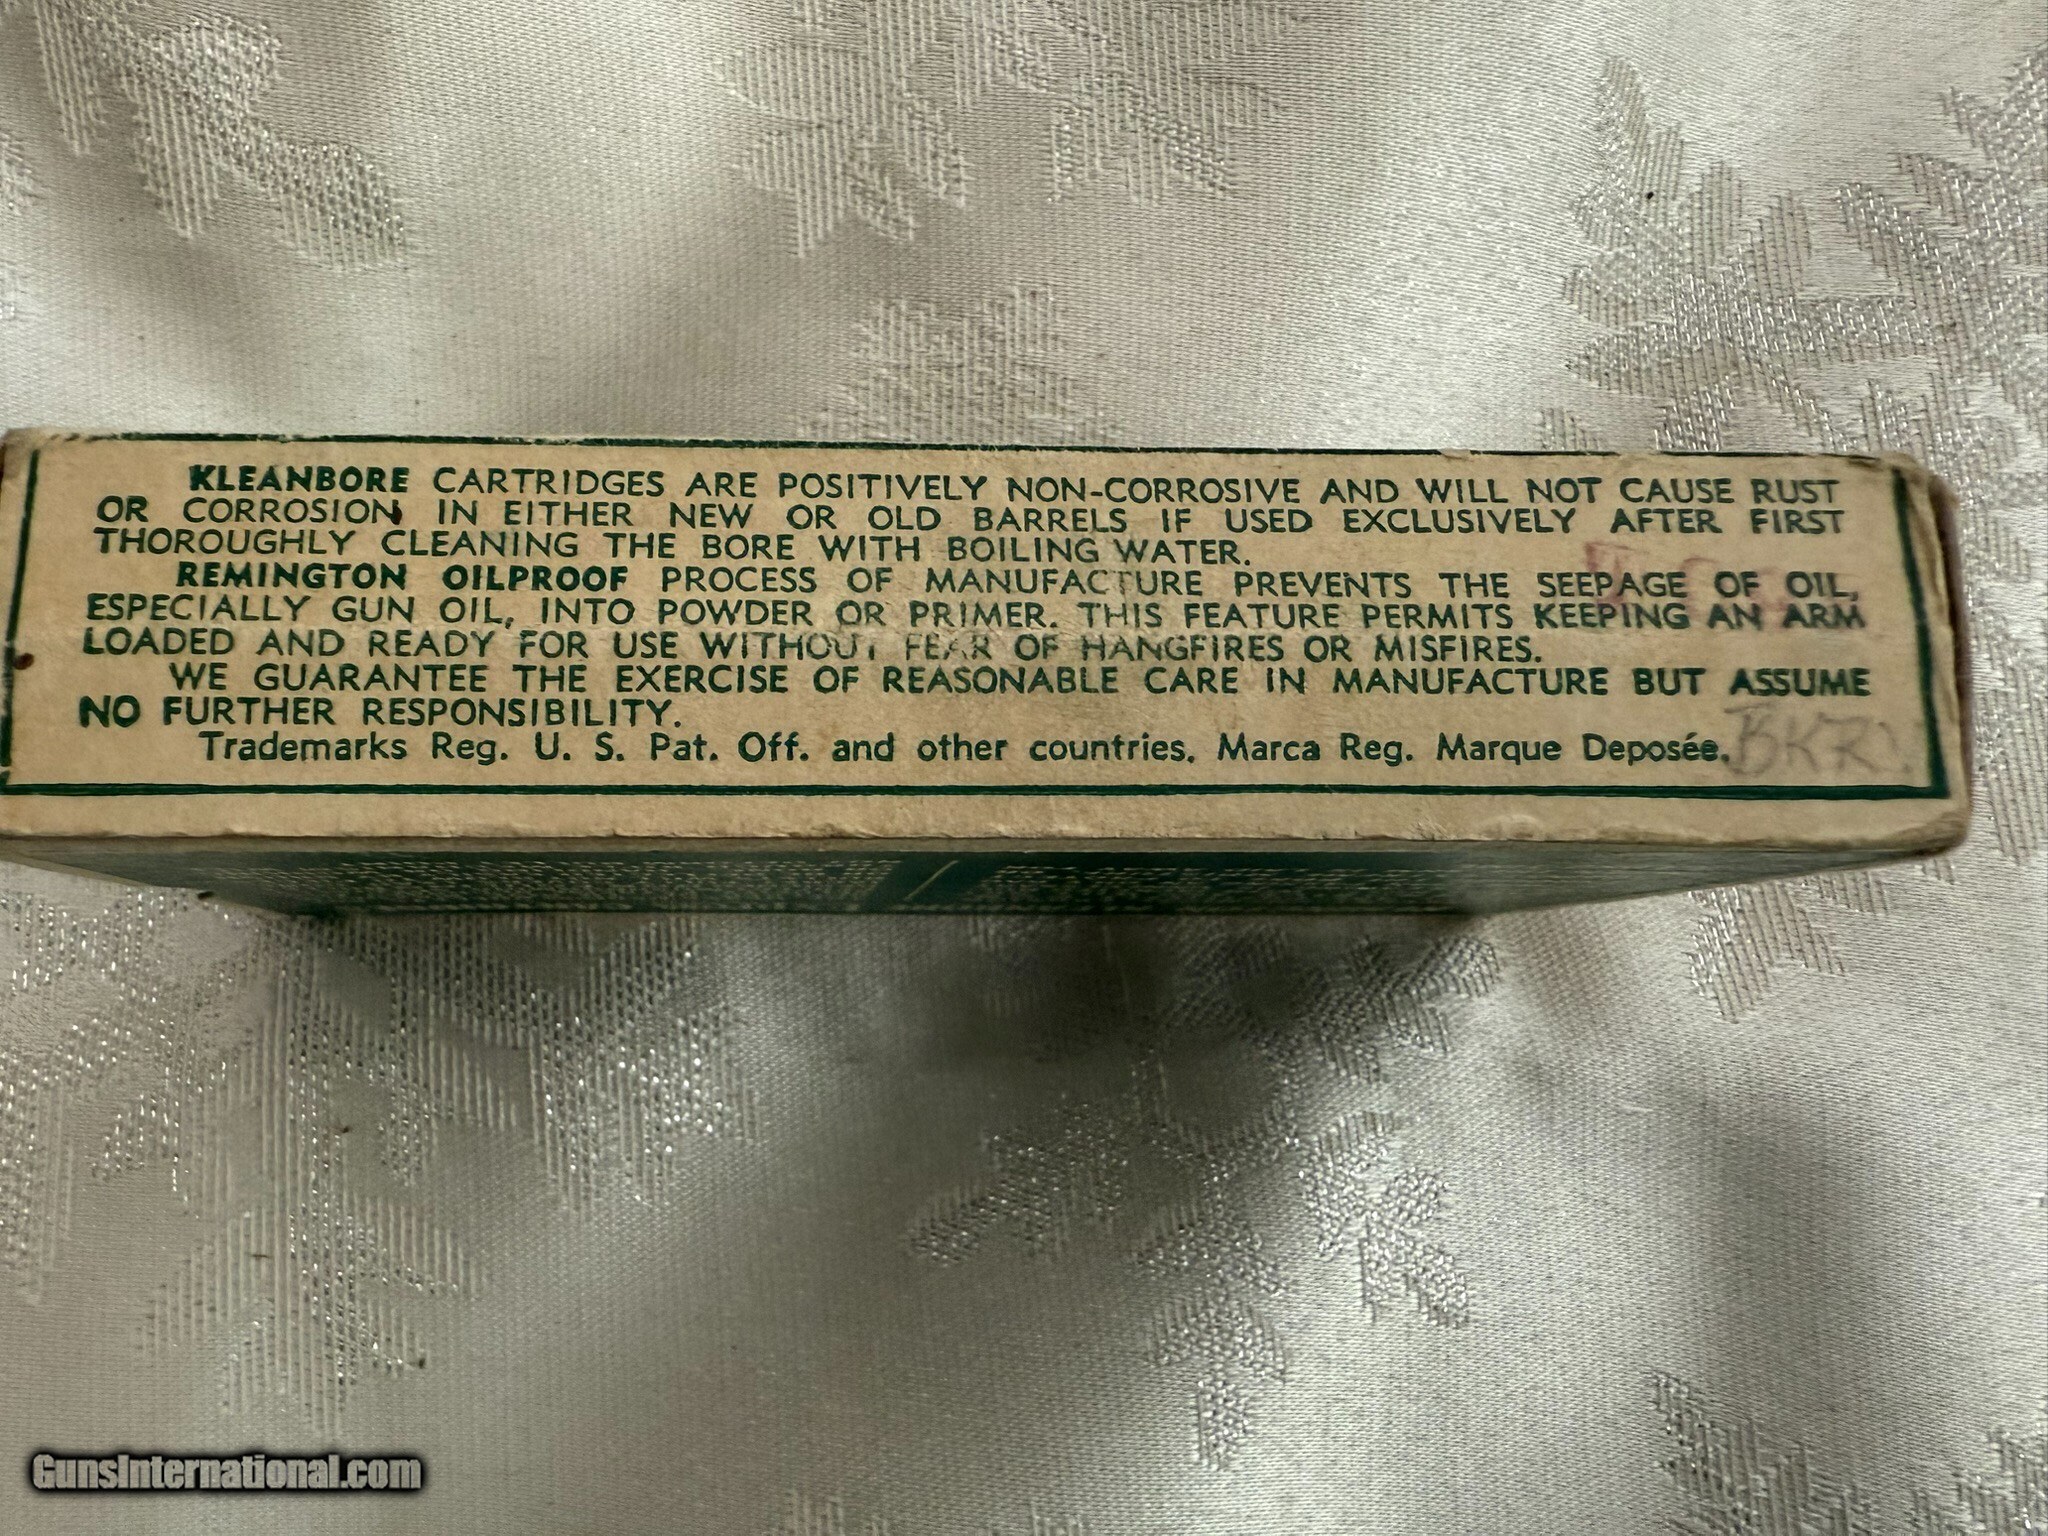 KLEANBORE CARTRIDGES ARE POSITIVELY NON-CORROSIVE AND WILL NOT CAUSE RUST
OR CORROSION IN EITHER NEW OR OLD BARRELS IF USED EXCLUSIVELY AFTER FIRST
THOROUGHLY CLEANING THE BORE WITH BOILING WATER.
REMINGTON OILPROOF PROCESS OF MANUFACTURE PREVENTS THE SEEPAGE OF OIL,
ESPECIALLY GUN OIL, INTO POWDER OR PRIMER. THIS FEATURE PERMITS KEEPING AN ARM
LOADED AND READY FOR USE WITHOUT FEAR OF HANGFIRES OR MISFIRES.
WE GUARANTEE THE EXERCISE OF REASONABLE CARE IN MANUFACTURE BUT ASSUME
NO FURTHER RESPONSIBILITY.
Trademarks Reg. U. S. Pat. Off. and other countries. Marca Reg. Marque Deposée.
GunsInternational.com